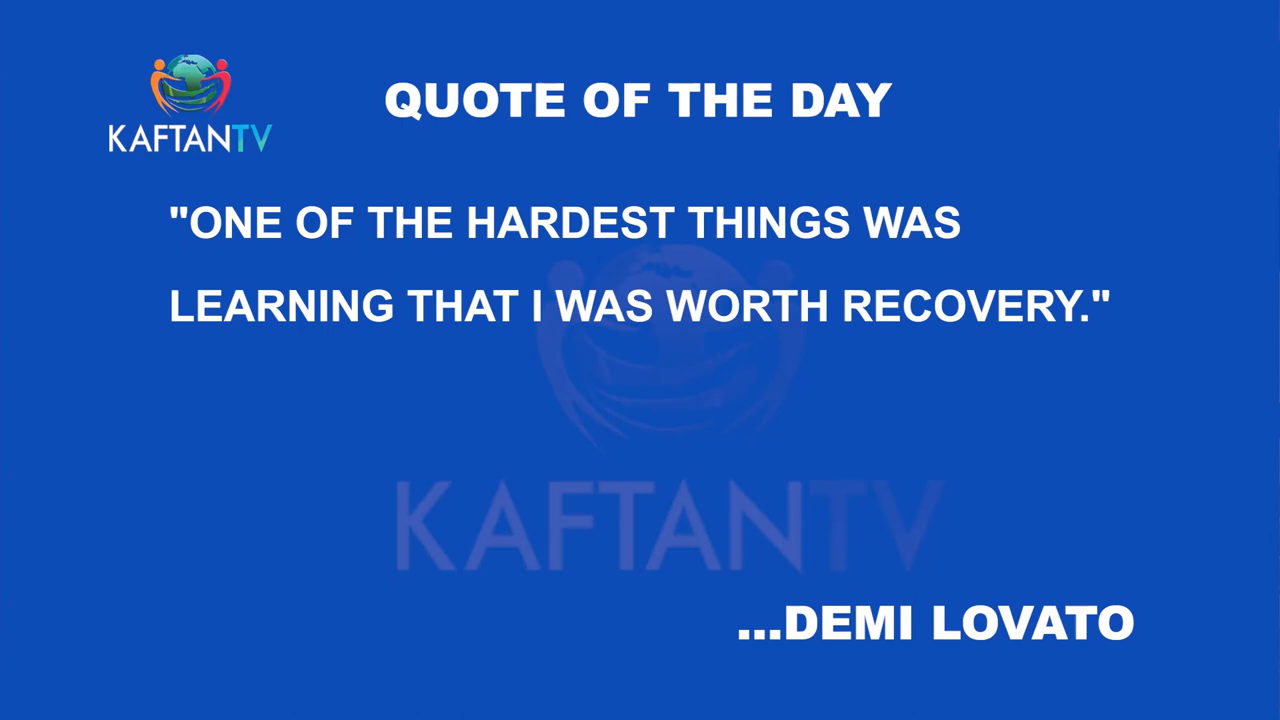 KAFTANTV
QUOTE OF THE DAY
"ONE OF THE HARDEST THINGS WAS
LEARNING THAT I WAS WORTH RECOVERY."
KAFTANTV
...DEMI LOVATO